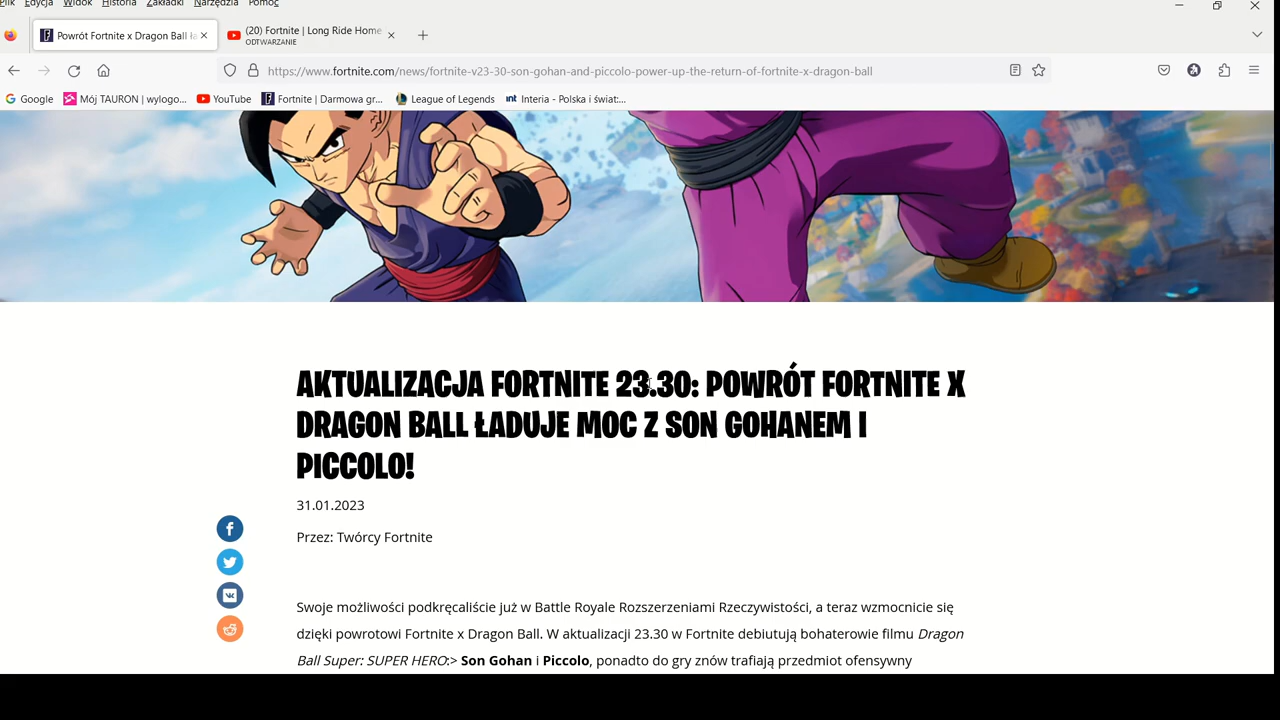 Plik Edycja Widok Historia Zakładki Narzędzia Pomoc
Powrót Fortnite x Dragon Ball ła
(20) Fortnite | Long Ride Home
ODTWARZANIE
https://www.fortnite.com/news/fortnite-v23-30-son-gohan-and-piccolo-power-up-the-return-of-fortnite-x-dragon-ball
Google Mój TAURON | wylogo... YouTube Fortnite | Darmowa gr... League of Legends int Interia - Polska i świat:...
AKTUALIZACJA FORTNITE 23.30: POWRÓT FORTNITE X
DRAGON BALL ŁADUJE MOC Z SON GOHANEM I
PICCOLO!
31.01.2023
Przez: Twórcy Fortnite
Swoje możliwości podkręcaliście już w Battle Royale Rozszerzeniami Rzeczywistości, a teraz wzmocnicie się
dzięki powrotowi Fortnite x Dragon Ball. W aktualizacji 23.30 w Fortnite debiutują bohaterowie filmu Dragon
Ball Super: SUPER HERO:> Son Gohan i Piccolo, ponadto do gry znów trafiają przedmiot ofensywny